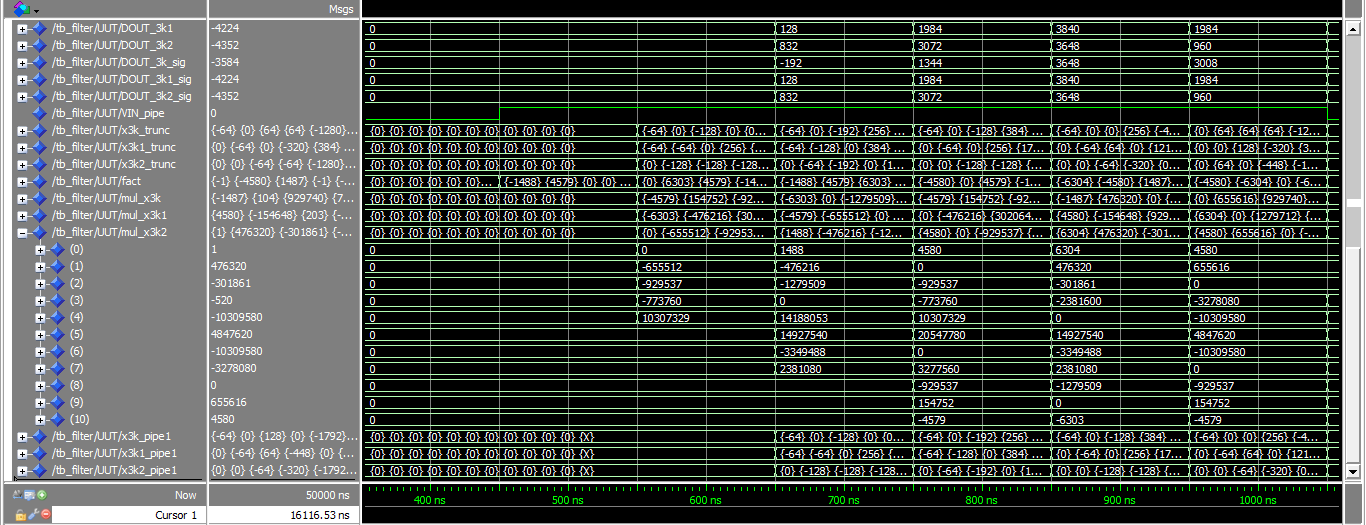 Msgs
/tb_filter/UUT/DOUT_3k1 -4224 0 128 1984 3840 1984
/tb_filter/UUT/DOUT_3k2 -4352 0 832 3072 3648 960
/tb_filter/UUT/DOUT_3k_sig -3584 0 -192 1344 3648 3008
/tb_filter/UUT/DOUT_3k1_sig -4224 0 128 1984 3840 1984
/tb_filter/UUT/DOUT_3k2_sig -4352 0 832 3072 3648 960
/tb_filter/UUT/VIN_pipe 0
/tb_filter/UUT/x3k_trunc {-64} {0} {64} {64} {-1280}... {0} {0} {0} {0} {0} {0} {0} {0} {0} {0} {0} {-64} {0} {-128} {0} {0... {-64} {0} {-192} {256} ... {-64} {0} {-128} {384} ... {-64} {0} {0} {256} {-4... {0} {64} {64} {64} {-12...
/tb_filter/UUT/x3k1_trunc {0} {-64} {0} {-320} {384} ... {0} {0} {0} {0} {0} {0} {0} {0} {0} {0} {0} {-64} {-64} {0} {256} {... {-64} {-128} {0} {384} ... {-64} {0} {256} {17... {0} {-64} {64} {0} {121... {0} {0} {128} {-320} {3...
/tb_filter/UUT/x3k2_trunc {0} {0} {-64} {-64} {-1280}... {0} {0} {0} {0} {0} {0} {0} {0} {0} {0} {0} {0} {-128} {-128} {-128... {-64} {-192} {0} {1... {0} {-128} {-128} {... {0} {0} {-64} {-320} {0... {0} {64} {0} {-448} {-1...
/tb_filter/UUT/fact {-1} {-4580} {1487} {-1} {-... {0} {0} {0} {0} {0} {0} {-1488} {4579} {0} {0} {0} ... {0} {6303} {4579} {-14... {-1488} {4579} {6303} ... {-4580} {0} {4579} {-1... {-6304} {-4580} {1487}... {-4580} {-6304} {0} {-6...
/tb_filter/UUT/mul_x3k {-1487} {104} {929740} {7... {0} {0} {0} {0} {0} {0} {0} {0} {0} {0} {0} {-4579} {154752} {-92... {-6303} {0} {-1279509}... {-4579} {154752} {-92... {-1487} {476320} {0} {... {0} {655616} {929740}...
/tb_filter/UUT/mul_x3k1 {4580} {-154648} {203} {-... {0} {0} {0} {0} {0} {0} {0} {0} {0} {0} {0} {-6303} {-476216} {30... {-4579} {-655512} {0} ... {0} {-476216} {302064... {4580} {-154648} {929... {6304} {0} {1279712} {...
/tb_filter/UUT/mul_x3k2 {1} {476320} {-301861} {-... {0} {0} {0} {0} {0} {0} {0} {0} {0} {0} {0} {0} {-655512} {-92953... {1488} {-476216} {-12... {4580} {0} {-929537} {... {6304} {476320} {-301... {4580} {655616} {0} {-...
(0) 1 0 0 1488 4580 6304 4580
(1) 476320 0 -655512 -476216 0 476320 655616
(2) -301861 0 -929537 -1279509 -929537 -301861 0
(3) -520 0 -773760 0 -773760 -2381600 -3278080
(4) -10309580 0 10307329 14188053 10307329 0 -10309580
(5) 4847620 0 14927540 20547780 14927540 4847620
(6) -10309580 0 -3349488 0 -3349488 -10309580
(7) -3278080 0 2381080 3277560 2381080 0
(8) 0 0 -929537 -1279509 -929537
(9) 655616 0 154752 0 154752
(10) 4580 0 -4579 -6303 -4579
/tb_filter/UUT/x3k_pipe1 {-64} {0} {128} {0} {-1792}... {0} {0} {0} {0} {0} {0} {0} {0} {0} {0} {X} {-64} {0} {-128} {0} {0... {-64} {0} {-192} {256} ... {-64} {0} {-128} {384} ... {-64} {0} {0} {256} {-4...
/tb_filter/UUT/x3k1_pipe1 {-64} {64} {-448} {0} {... {0} {0} {0} {0} {0} {0} {0} {0} {0} {0} {X} {-64} {-64} {0} {256} {... {-64} {-128} {0} {384} ... {-64} {0} {256} {17... {0} {-64} {64} {0} {121...
/tb_filter/UUT/x3k2_pipe1 {0} {0} {-64} {-320} {-1792... {0} {0} {0} {0} {0} {0} {0} {0} {0} {0} {X} {0} {-128} {-128} {-128... {-64} {-192} {0} {1... {0} {-128} {-128} {... {0} {0} {-64} {-320} {0...
Now 50000 ns 400 ns 500 ns 600 ns 700 ns 800 ns 900 ns 1000 ns
Cursor 1 16116.53 ns